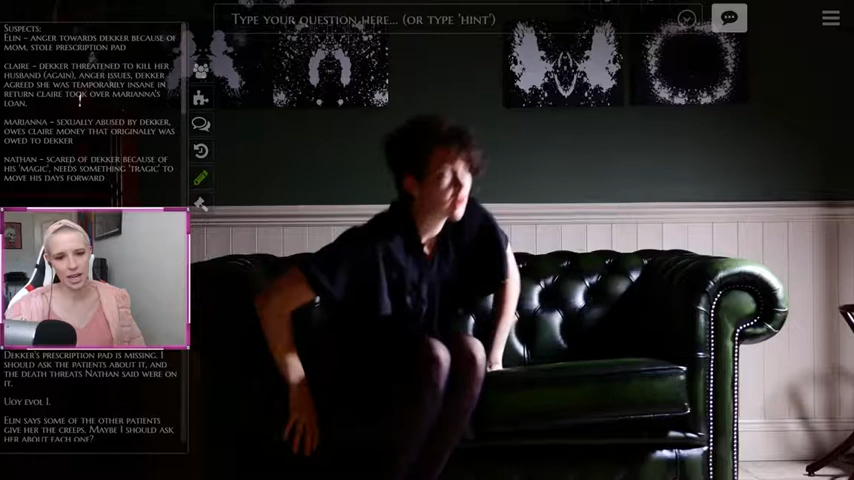 Type your question here... (or type 'hint')
Suspects:
Elin - anger towards Dekker because of
mom, stole prescription pad
Claire - Dekker threatened to kill her
husband (again), anger issues, Dekker
agreed she was temporarily insane in
return Claire took over Marianna's
loan.
Marianna - sexually abused by Dekker,
owes Claire money that originally was
owed to Dekker
Nathan - scared of Dekker because of
his 'magic', needs something 'tragic' to
move his days forward
Dekker's prescription pad is missing. I
should ask the patients about it, and
the death threats Nathan said were on
it.
Uoy evol I.
Elin says some of the other patients
give her the creeps. Maybe I should ask
her about each one?